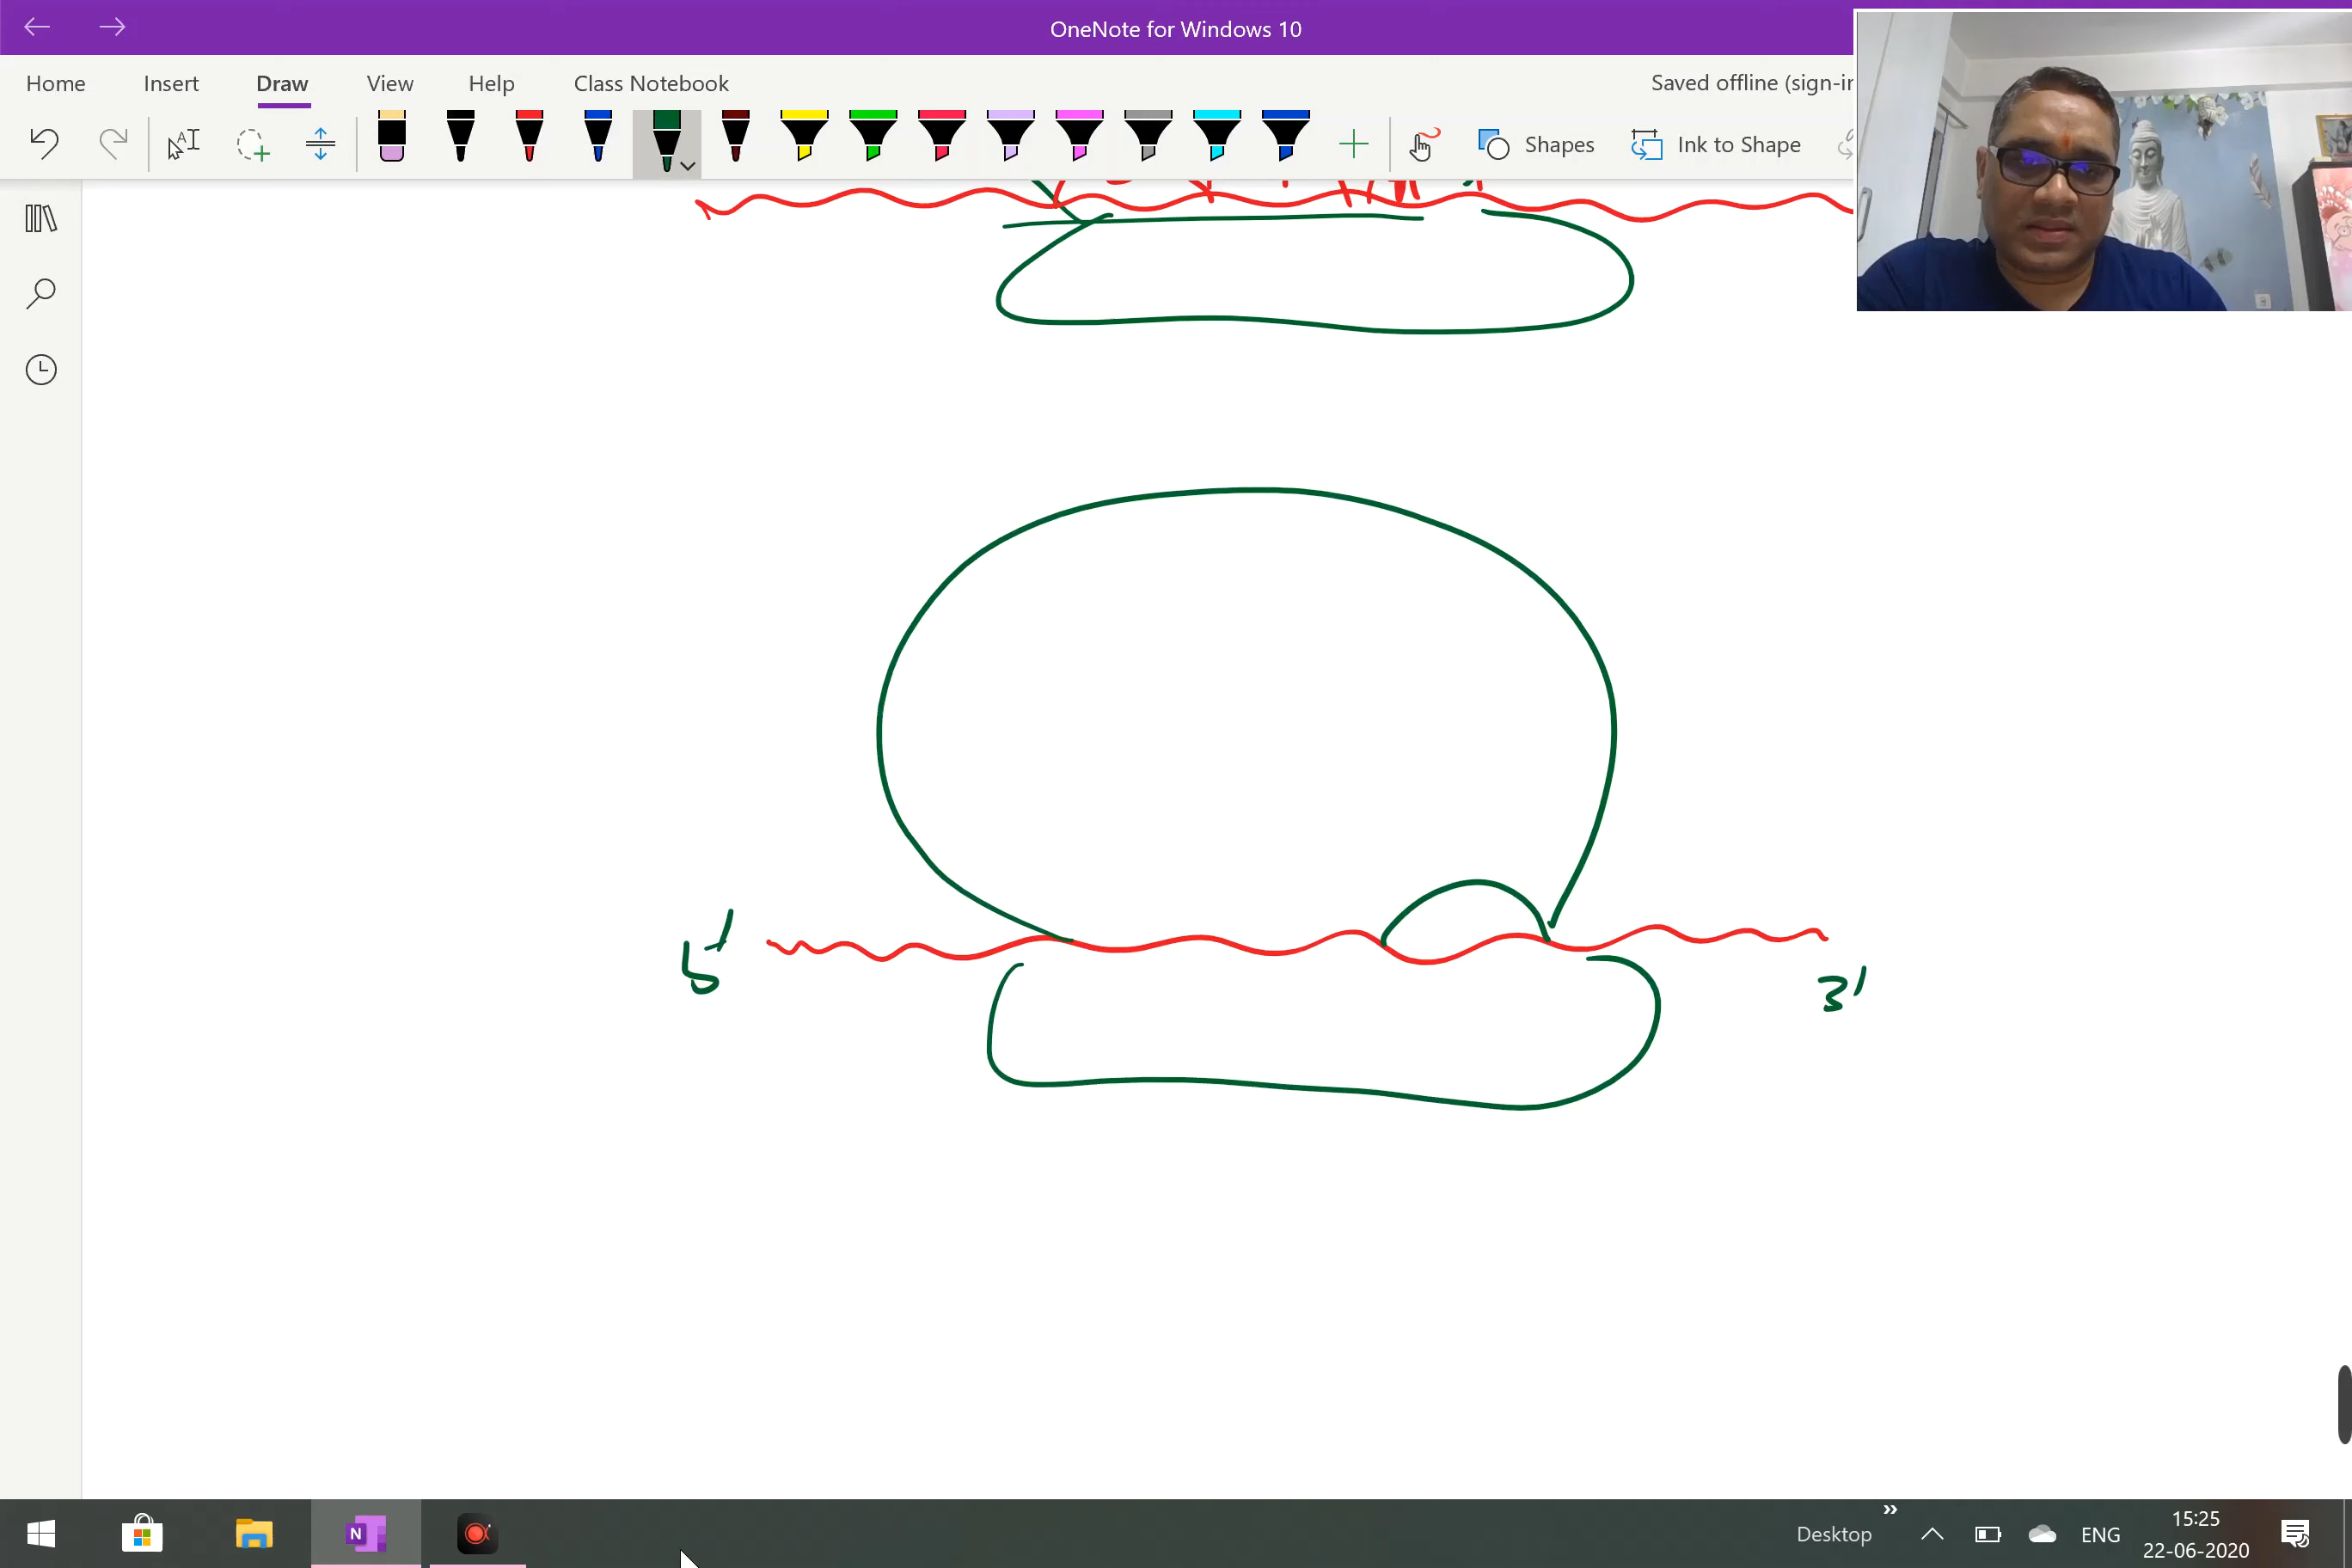 OneNote for Windows 10
Home Insert Draw View Help Class Notebook Saved offline (sign-in
Shapes Ink to Shape
5'
3'
Desktop ENG 15:25
22-06-2020